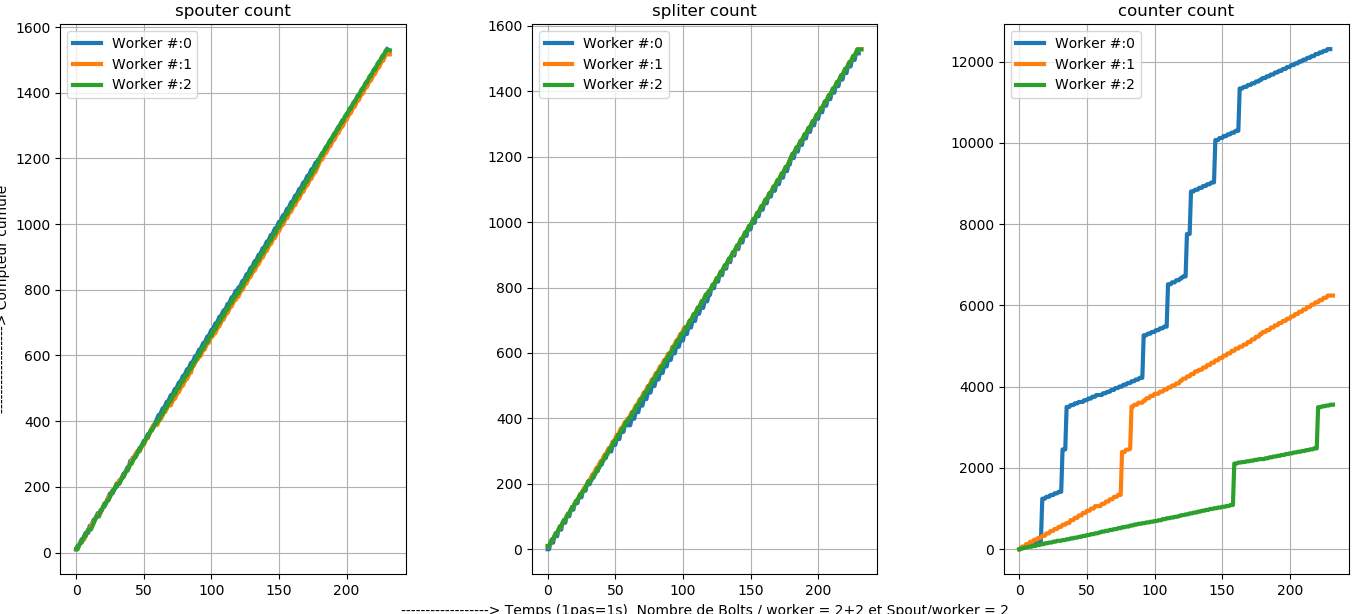 spouter count
spliter count
counter count
1600
1400
1200
1000
800
600
400
200
0
0
50
100
150
200
Worker #:0
Worker #:1
Worker #:2
1600
1400
1200
1000
800
600
400
200
0
0
50
100
150
200
Worker #:0
Worker #:1
Worker #:2
12000
10000
8000
6000
4000
2000
0
0
50
100
150
200
Worker #:0
Worker #:1
Worker #:2
------------------> Compteur cumulé
------------------> Temps (1pas=1s), Nombre de Bolts / worker = 2+2 et Spout/worker = 2